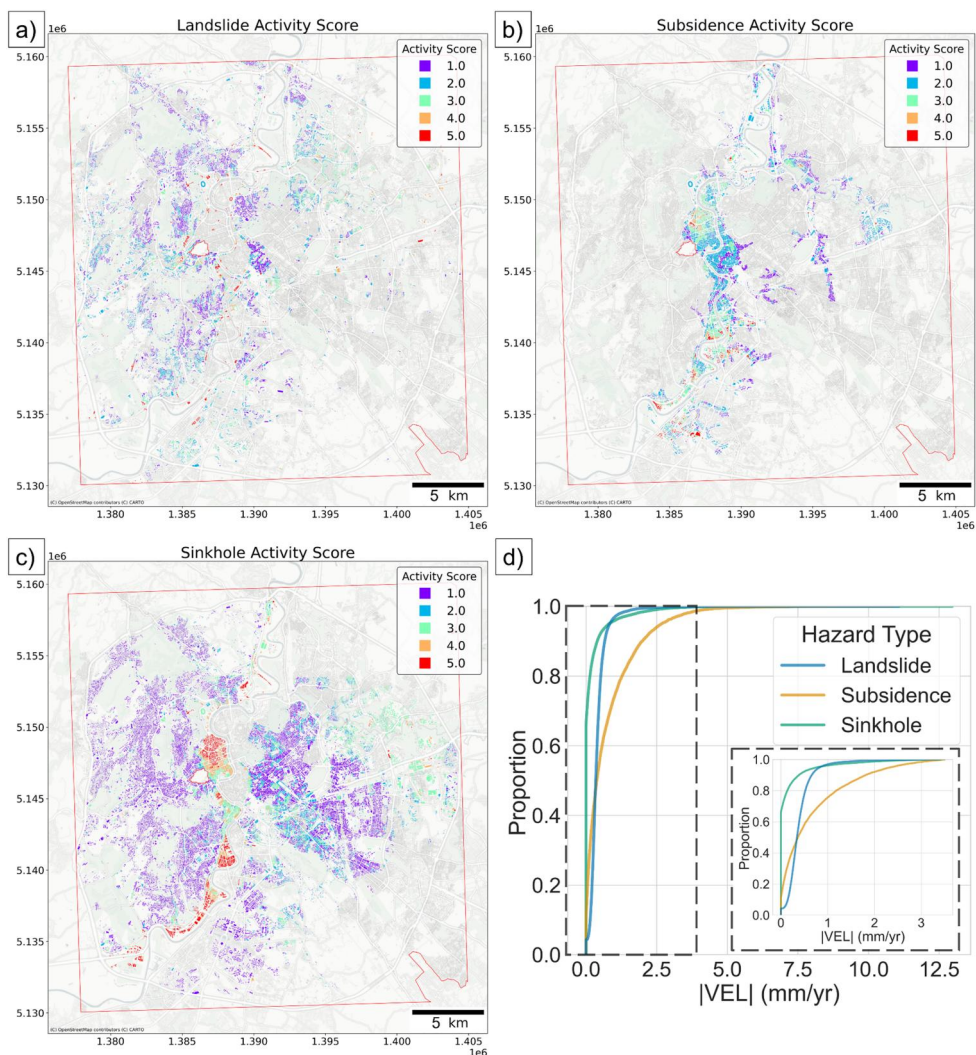 a)
Landslide Activity Score
1e6
5.160
5.155
5.150
5.145
5.140
5.135
5.130
Activity Score
1.0
2.0
3.0
4.0
5.0
(C) OpenStreetMap contributors (C) CARTO
5 km
1.380 1.385 1.390 1.395 1.400 1.405
1e6
b)
Subsidence Activity Score
1e6
5.160
5.155
5.150
5.145
5.140
5.135
5.130
Activity Score
1.0
2.0
3.0
4.0
5.0
(C) OpenStreetMap contributors (C) CARTO
5 km
1.380 1.385 1.390 1.395 1.400 1.405
1e6
c)
Sinkhole Activity Score
1e6
5.160
5.155
5.150
5.145
5.140
5.135
5.130
Activity Score
1.0
2.0
3.0
4.0
5.0
(C) OpenStreetMap contributors (C) CARTO
5 km
1.380 1.385 1.390 1.395 1.400 1.405
1e6
d)
1.0
0.8
0.6
0.4
0.2
0.0
Proportion
Hazard Type
Landslide
Subsidence
Sinkhole
1.0
0.8
0.6
0.4
0.2
0.0
Proportion
0 1 2 3
|VEL| (mm/yr)
0.0 2.5 5.0 7.5 10.0 12.5
|VEL| (mm/yr)